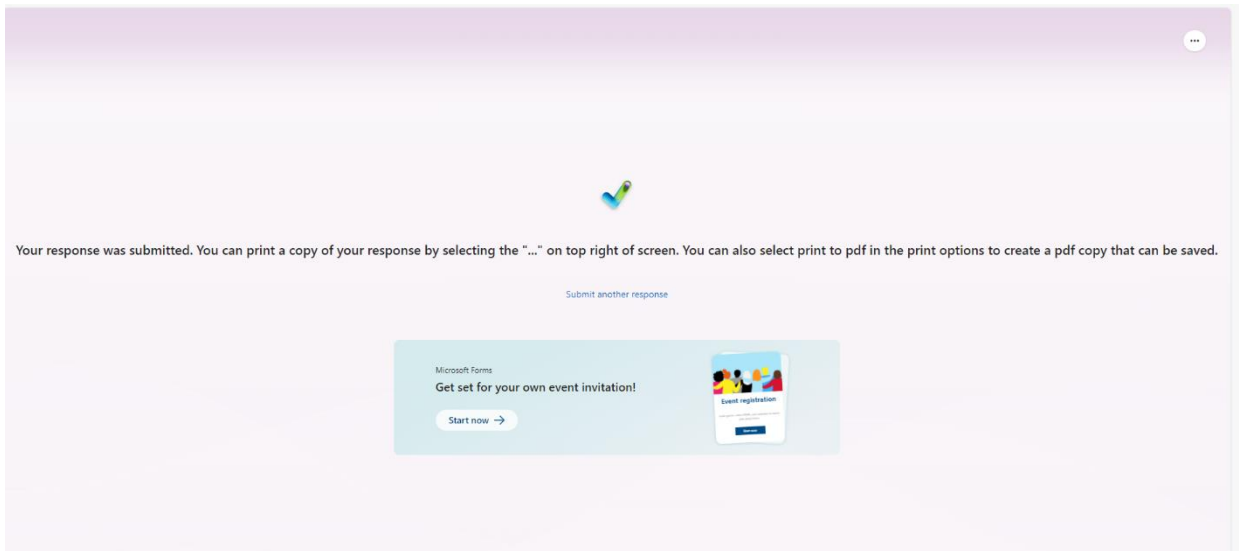 ...
Your response was submitted. You can print a copy of your response by selecting the "..." on top right of screen. You can also select print to pdf in the print options to create a pdf copy that can be saved.
Submit another response
Microsoft Forms
Get set for your own event invitation!
Start now →
Event registration